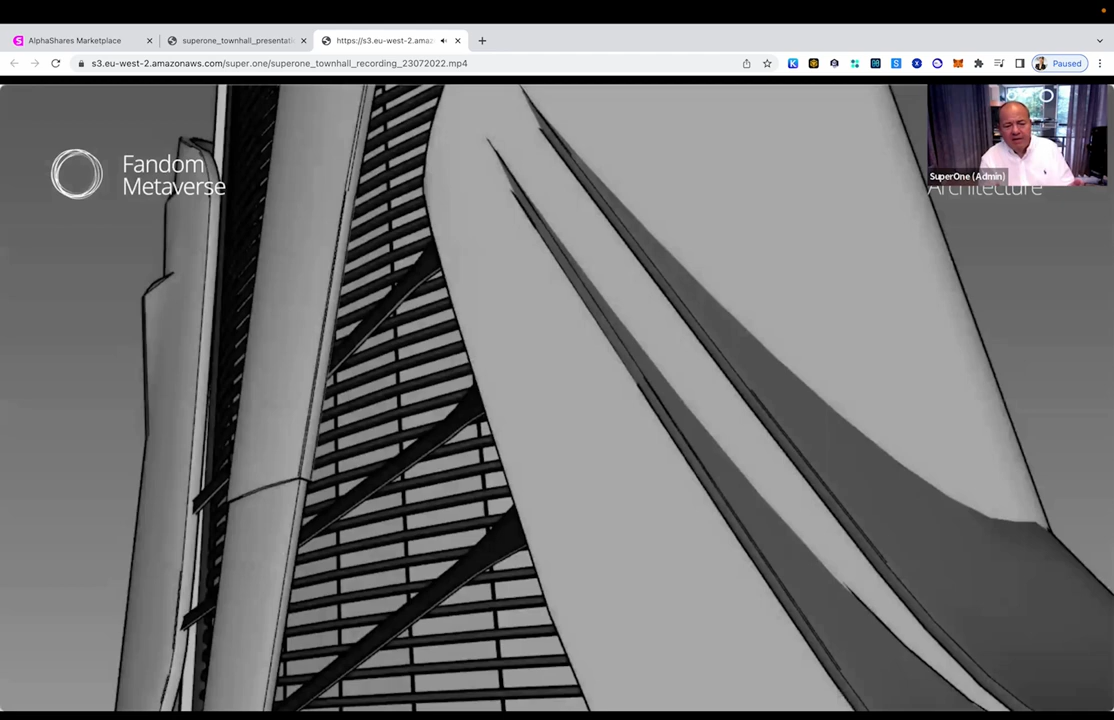 AlphaShares Marketplace
superone_townhall_presentati
https://s3.eu-west-2.amazona
s3.eu-west-2.amazonaws.com/super.one/superone_townhall_recording_23072022.mp4
Paused
Fandom
Metaverse
SuperOne (Admin)
Architecture